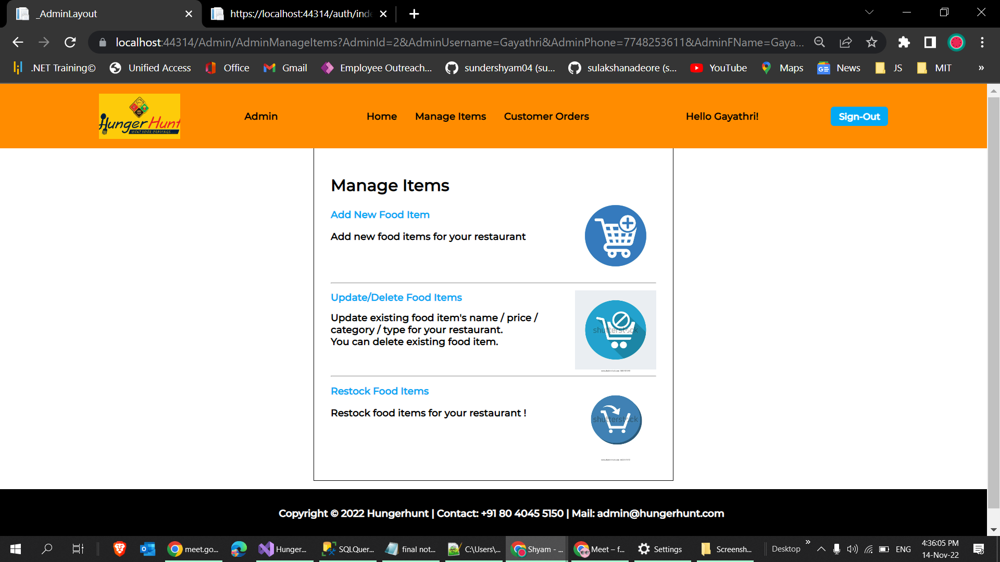 _AdminLayout
https://localhost:44314/auth/inde
localhost:44314/Admin/AdminManageItems?AdminId=2&AdminUsername=Gayathri&AdminPhone=7748253611&AdminFName=Gaya...
.NET Training©
Unified Access
Office
Gmail
Employee Outreach...
sundershyam04 (su...
sulakshanadeore (s...
YouTube
Maps
News
JS
MIT
»
Hunger Hunt
HUNT YOUR CRAVINGS.....
Admin
Home
Manage Items
Customer Orders
Hello Gayathri!
Sign-Out
Manage Items
Add New Food Item
Add new food items for your restaurant
Update/Delete Food Items
Update existing food item's name / price /
category / type for your restaurant.
You can delete existing food item.
shutterstock
Restock Food Items
Restock food items for your restaurant !
shutterstock
Copyright © 2022 Hungerhunt | Contact: +91 80 4045 5150 | Mail: admin@hungerhunt.com
meet.go...
Hunger...
SQLQuer...
final not...
C:\Users\...
Shyam - ...
Meet – f...
Settings
Screensh...
Desktop
»
ENG
4:36:05 PM
14-Nov-22